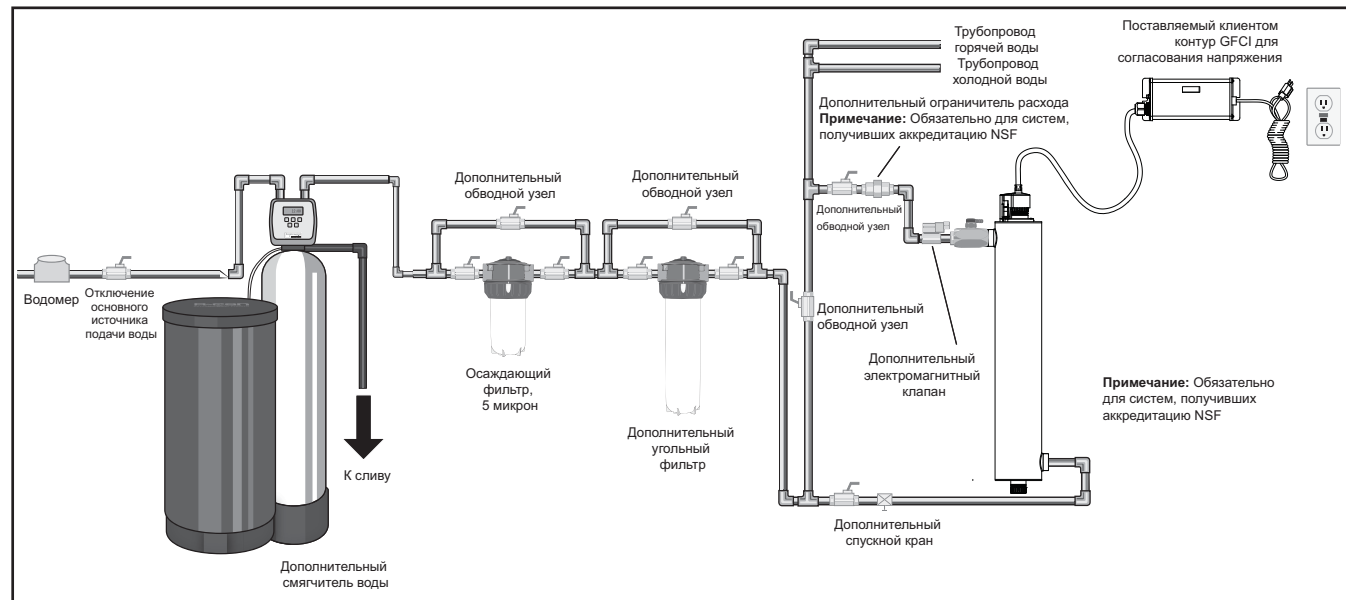 Трубопровод
горячей воды
Трубопровод
холодной воды
Поставляемый клиентом
контур GFCI для
согласования напряжения
Дополнительный ограничитель расхода
Примечание: Обязательно для систем,
получивших аккредитацию NSF
Дополнительный
обводной узел
Дополнительный
обводной узел
Дополнительный
обводной узел
Водомер
Отключение
основного
источника
подачи воды
Дополнительный
обводной узел
Осаждающий
фильтр,
5 микрон
Дополнительный
электромагнитный
клапан
Примечание: Обязательно
для систем, получивших
аккредитацию NSF
Дополнительный
угольный
фильтр
К сливу
Дополнительный
спускной кран
Дополнительный
смягчитель воды